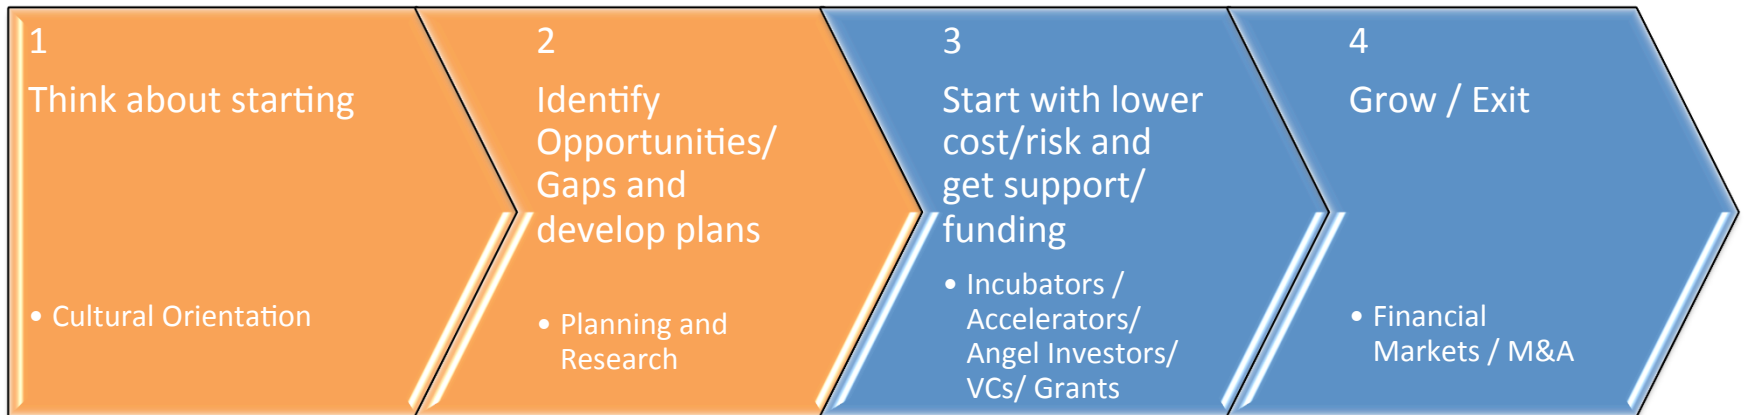 1
Think about starting
• Cultural Orientation
2
Identify
Opportunities/
Gaps and
develop plans
• Planning and
Research
3
Start with lower
cost/risk and
get support/
funding
• Incubators /
Accelerators/
Angel Investors/
VCs/ Grants
4
Grow / Exit
• Financial
Markets / M&A